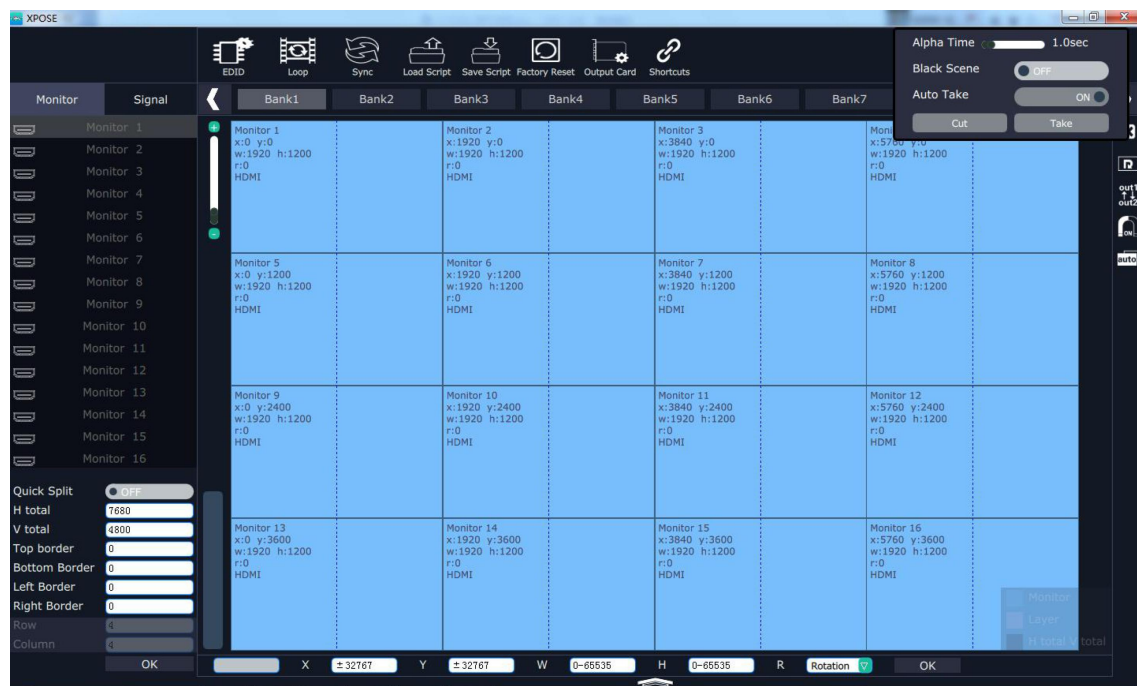 XPOSE
EDID Loop Sync Load Script Save Script Factory Reset Output Card Shortcuts
Alpha Time 1.0sec
Black Scene OFF
Auto Take ON
Cut Take
Monitor Signal
Bank1 Bank2 Bank3 Bank4 Bank5 Bank6 Bank7
Monitor 1
Monitor 2
Monitor 3
Monitor 4
Monitor 5
Monitor 6
Monitor 7
Monitor 8
Monitor 9
Monitor 10
Monitor 11
Monitor 12
Monitor 13
Monitor 14
Monitor 15
Monitor 16
Quick Split OFF
H total 7680
V total 4800
Top border 0
Bottom Border 0
Left Border 0
Right Border 0
Row 4
Column 4
OK
Monitor 1
x:0 y:0
w:1920 h:1200
r:0
HDMI
Monitor 2
x:1920 y:0
w:1920 h:1200
r:0
HDMI
Monitor 3
x:3840 y:0
w:1920 h:1200
r:0
HDMI
Moni
x:5760 y:0
w:1920 h:1200
r:0
HDMI
Monitor 5
x:0 y:1200
w:1920 h:1200
r:0
HDMI
Monitor 6
x:1920 y:1200
w:1920 h:1200
r:0
HDMI
Monitor 7
x:3840 y:1200
w:1920 h:1200
r:0
HDMI
Monitor 8
x:5760 y:1200
w:1920 h:1200
r:0
HDMI
Monitor 9
x:0 y:2400
w:1920 h:1200
r:0
HDMI
Monitor 10
x:1920 y:2400
w:1920 h:1200
r:0
HDMI
Monitor 11
x:3840 y:2400
w:1920 h:1200
r:0
HDMI
Monitor 12
x:5760 y:2400
w:1920 h:1200
r:0
HDMI
Monitor 13
x:0 y:3600
w:1920 h:1200
r:0
HDMI
Monitor 14
x:1920 y:3600
w:1920 h:1200
r:0
HDMI
Monitor 15
x:3840 y:3600
w:1920 h:1200
r:0
HDMI
Monitor 16
x:5760 y:3600
w:1920 h:1200
r:0
HDMI
Monitor
Layer
H total V total
out1
out2
ON
auto
X ±32767 Y ±32767 W 0-65535 H 0-65535 R Rotation OK